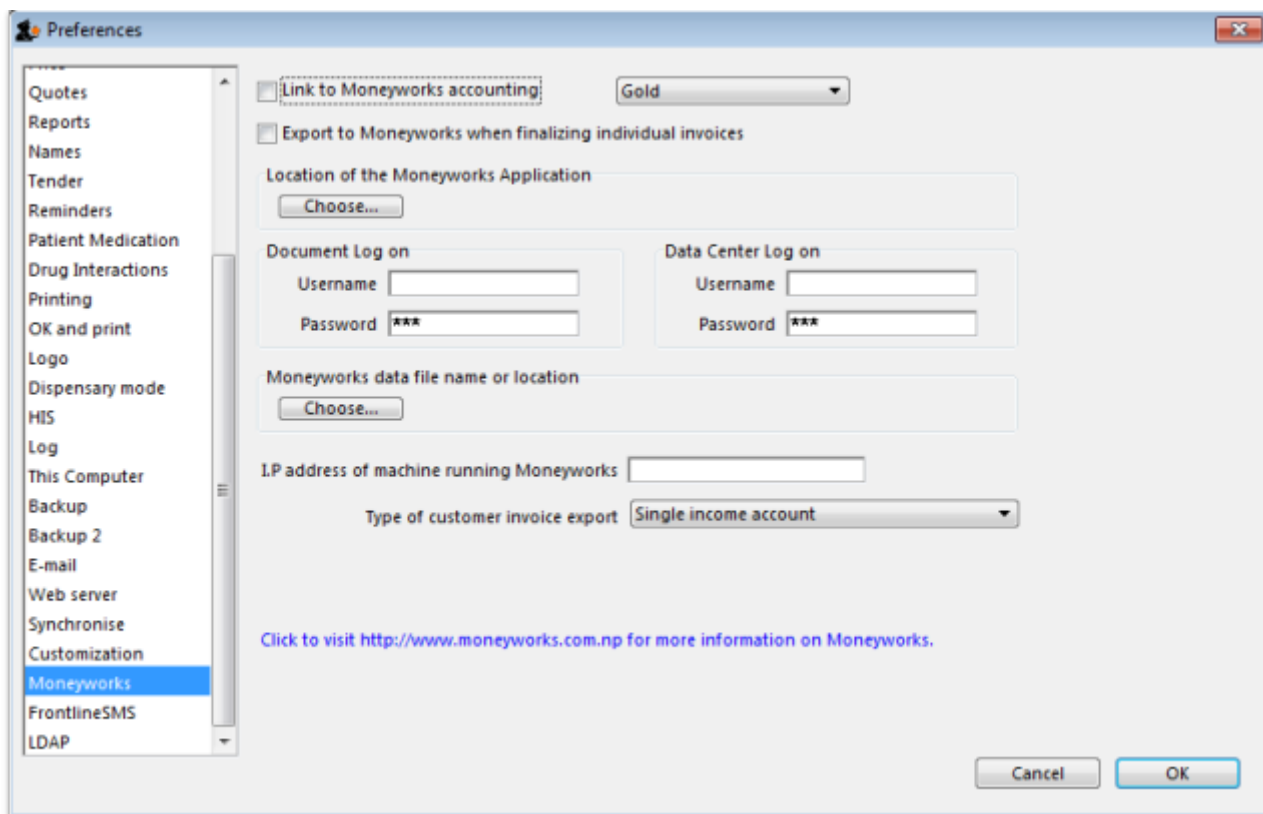 Preferences
Quotes
Reports
Names
Tender
Reminders
Patient Medication
Drug Interactions
Printing
OK and print
Logo
Dispensary mode
HIS
Log
This Computer
Backup
Backup 2
E-mail
Web server
Synchronise
Customization
Moneyworks
FrontlineSMS
LDAP
Link to Moneyworks accounting Gold
Export to Moneyworks when finalizing individual invoices
Location of the Moneyworks Application
Choose...
Document Log on
Username
Password ***
Data Center Log on
Username
Password ***
Moneyworks data file name or location
Choose...
I.P address of machine running Moneyworks
Type of customer invoice export Single income account
Click to visit http://www.moneyworks.com.np for more information on Moneyworks.
Cancel OK